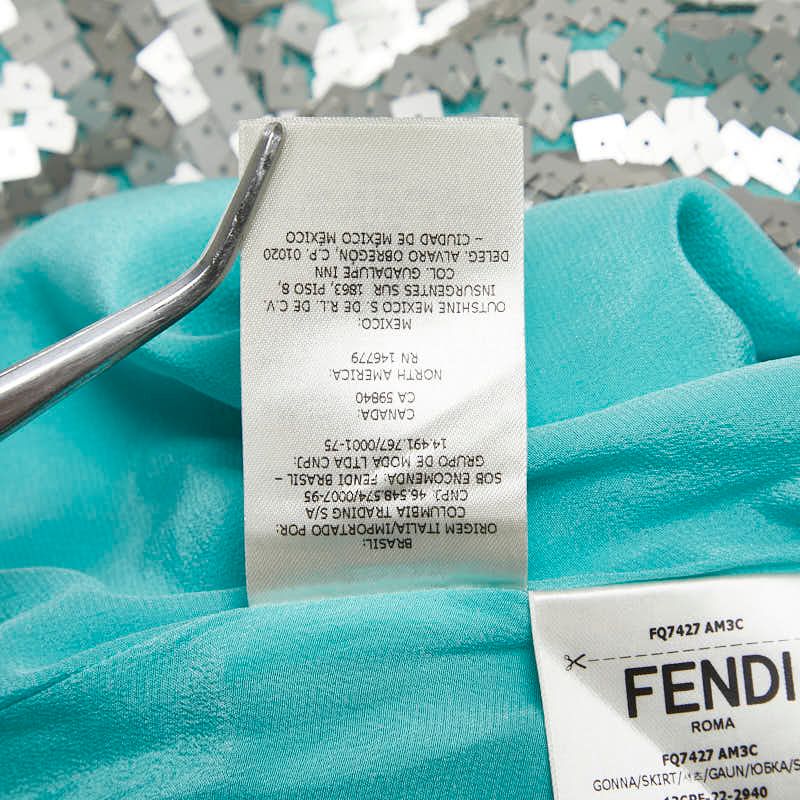 BRASIL:
ORIGEM ITALIA/IMPORTADO POR:
COLUMBIA TRADING S/A
CNPJ: 46.548.574/0007-95
SOB ENCOMENDA: FENDI BRASIL –
GRUPO DE MODA LTDA CNPJ:
14.491.767/0001-75
CANADA:
CA 59840
NORTH AMERICA:
RN 146779
MEXICO:
OUTSHINE MEXICO S. DE R.L. DE C.V.
INSURGENTES SUR 1863, PISO 8,
COL. GUADALUPE INN
DELEG. ALVARO OBREGÓN, C.P. 01020
– CIUDAD DE MÉXICO
FQ7427 AM3C
FENDI
ROMA
FQ7427 AM3C
GONNA/SKIRT/ /GAUN/ЮБКА/S